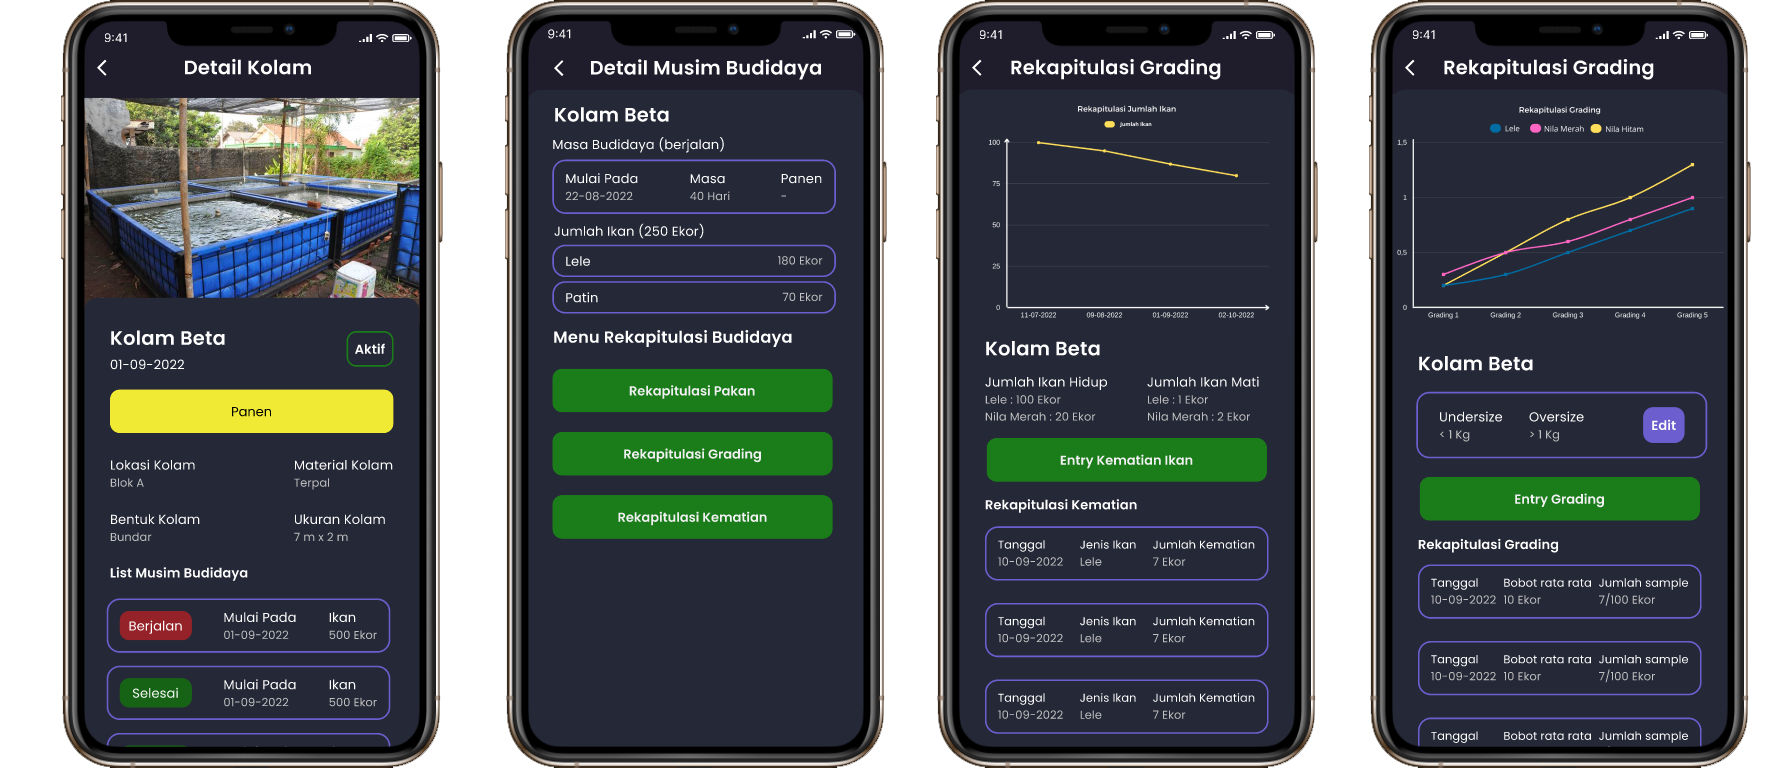 9:41
Detail Kolam
Kolam Beta
01-09-2022
Aktif
Panen
Lokasi Kolam
Material Kolam
Blok A
Terpal
Bentuk Kolam
Ukuran Kolam
Bundar
7 m x 2 m
List Musim Budidaya
Berjalan
Mulai Pada
Ikan
01-09-2022
500 Ekor
Selesai
Mulai Pada
Ikan
01-09-2022
500 Ekor
9:41
Detail Musim Budidaya
Kolam Beta
Masa Budidaya (berjalan)
Mulai Pada
Masa
Panen
22-08-2022
40 Hari
-
Jumlah Ikan (250 Ekor)
Lele
180 Ekor
Patin
70 Ekor
Menu Rekapitulasi Budidaya
Rekapitulasi Pakan
Rekapitulasi Grading
Rekapitulasi Kematian
9:41
Rekapitulasi Grading
Rekapitulasi Jumlah Ikan
Jumlah Ikan
100
75
50
25
0
11-07-2022
09-08-2022
01-09-2022
02-10-2022
Kolam Beta
Jumlah Ikan Hidup
Jumlah Ikan Mati
Lele : 100 Ekor
Lele : 1 Ekor
Nila Merah : 20 Ekor
Nila Merah : 2 Ekor
Entry Kematian Ikan
Rekapitulasi Kematian
Tanggal
Jenis Ikan
Jumlah Kematian
10-09-2022
Lele
7 Ekor
Tanggal
Jenis Ikan
Jumlah Kematian
10-09-2022
Lele
7 Ekor
Tanggal
Jenis Ikan
Jumlah Kematian
10-09-2022
Lele
7 Ekor
9:41
Rekapitulasi Grading
Rekapitulasi Grading
Lele
Nila Merah
Nila Hitam
1,5
1
0,5
0
Grading 1
Grading 2
Grading 3
Grading 4
Grading 5
Kolam Beta
Undersize
Oversize
< 1 Kg
> 1 Kg
Edit
Entry Grading
Rekapitulasi Grading
Tanggal
Bobot rata rata
Jumlah sample
10-09-2022
10 Ekor
7/100 Ekor
Tanggal
Bobot rata rata
Jumlah sample
10-09-2022
10 Ekor
7/100 Ekor
Tanggal
Bobot rata rata
Jumlah sample